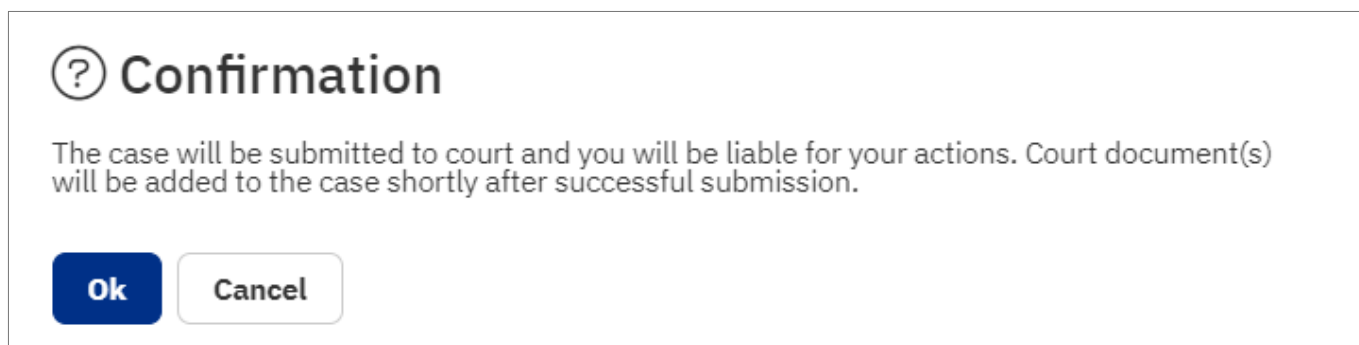 Confirmation
The case will be submitted to court and you will be liable for your actions. Court document(s)
will be added to the case shortly after successful submission.
Ok
Cancel